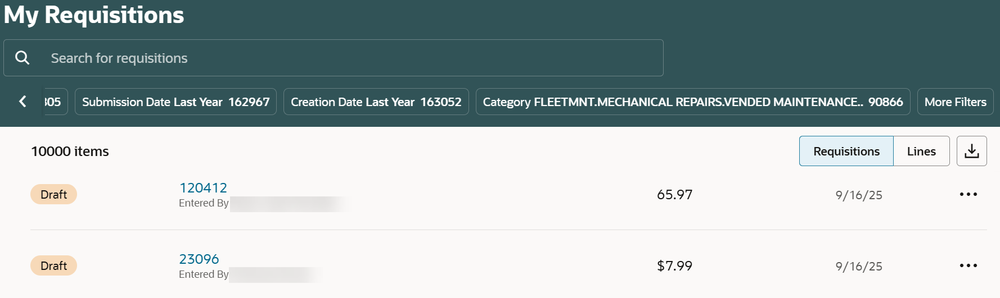 My Requisitions
Search for requisitions
305 Submission Date Last Year 162967 Creation Date Last Year 163052 Category FLEETMNT.MECHANICAL REPAIRS.VENDED MAINTENANCE.. 90866 More Filters
10000 items Requisitions Lines
Draft 120412 65.97 9/16/25
Entered By
Draft 23096 $7.99 9/16/25
Entered By